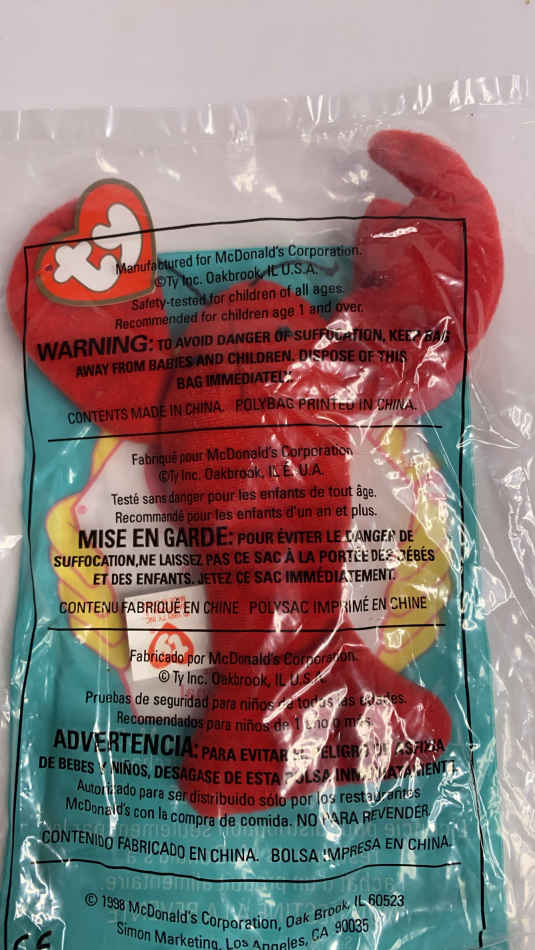 ty
Manufactured for McDonald's Corporation.
©Ty Inc. Oakbrook, IL U.S.A.
Safety-tested for children of all ages.
Recommended for children age 1 and over.
WARNING: TO AVOID DANGER OF SUFFOCATION, KEEP BAG
AWAY FROM BABIES AND CHILDREN. DISPOSE OF THIS
BAG IMMEDIATELY.
CONTENTS MADE IN CHINA. POLYBAG PRINTED IN CHINA.
Fabriqué pour McDonald's Corporation
©Ty Inc. Oakbrook, IL É. U.A.
Testé sans danger pour les enfants de tout âge.
Recommandé pour les enfants d'un an et plus.
MISE EN GARDE: POUR ÉVITER LE DANGER DE
SUFFOCATION,NE LAISSEZ PAS CE SAC À LA PORTÉE DES BÉBÉS
ET DES ENFANTS. JETEZ CE SAC IMMÉDIATEMENT.
CONTENU FABRIQUÉ EN CHINE POLYSAC IMPRIMÉ EN CHINE
Fabricado por McDonald's Corporation.
© Ty Inc. Oakbrook, IL U.S.A.
Pruebas de seguridad para niños de todas las edades.
Recomendados para niños de 1 año o más.
ADVERTENCIA: PARA EVITAR EL PELIGRO DE ASFIXIA
DE BEBES Y NIÑOS, DESAGASE DE ESTA BOLSA INMEDIATAMENTE
Autorizado para ser distribuido sólo por los restaurantes
McDonald's con la compra de comida. NO PARA REVENDER.
CONTENIDO FABRICADO EN CHINA. BOLSA IMPRESA EN CHINA.
© 1998 McDonald's Corporation, Oak Brook, IL 60523
Simon Marketing, Los Angeles, CA 90035
CE